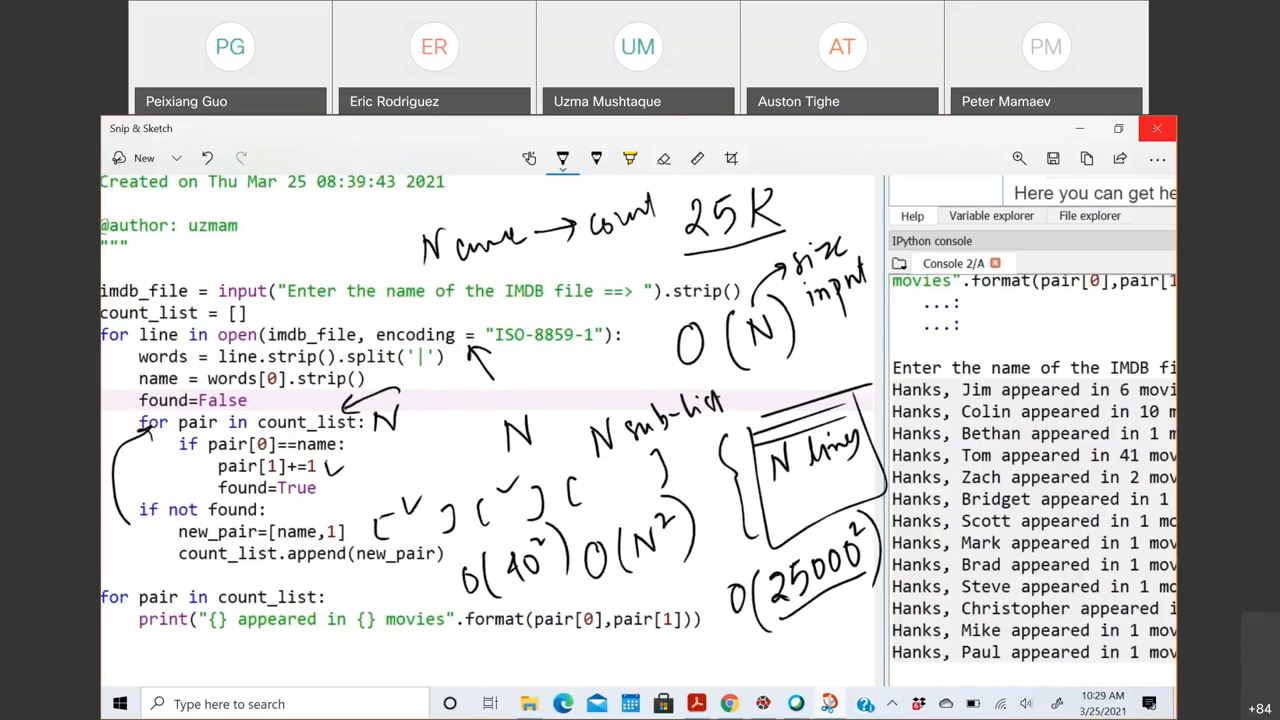 PG ER UM AT PM
Peixiang Guo Eric Rodriguez Uzma Mushtaque Auston Tighe Peter Mamaev
Snip & Sketch
New
Created on Thu Mar 25 08:39:43 2021
@author: uzmam
"""
Name → count 25K
O (N) → size input
imdb_file = input("Enter the name of the IMDB file ==> ").strip()
count_list = []
for line in open(imdb_file, encoding = "ISO-8859-1"):
words = line.strip().split('|')
name = words[0].strip()
found=False
for pair in count_list: N
if pair[0]==name:
pair[1]+=1
found=True
if not found:
new_pair=[name,1]
count_list.append(new_pair)
for pair in count_list:
print("{} appeared in {} movies".format(pair[0],pair[1]))
N N sub-list
N lines
[ ] [ ] [ ]
O(40²) O(N²)
O(25000²)
Here you can get he
Help Variable explorer File explorer
IPython console
Console 2/A
movies".format(pair[0],pair[1
...:
...:
Enter the name of the IMDB fi
Hanks, Jim appeared in 6 movi
Hanks, Colin appeared in 10 m
Hanks, Bethan appeared in 1 m
Hanks, Tom appeared in 41 mov
Hanks, Zach appeared in 2 mov
Hanks, Bridget appeared in 1
Hanks, Scott appeared in 1 mo
Hanks, Mark appeared in 1 mov
Hanks, Brad appeared in 1 mov
Hanks, Steve appeared in 1 mo
Hanks, Christopher appeared i
Hanks, Mike appeared in 1 mov
Hanks, Paul appeared in 1 mov
Type here to search
10:29 AM
3/25/2021
+84